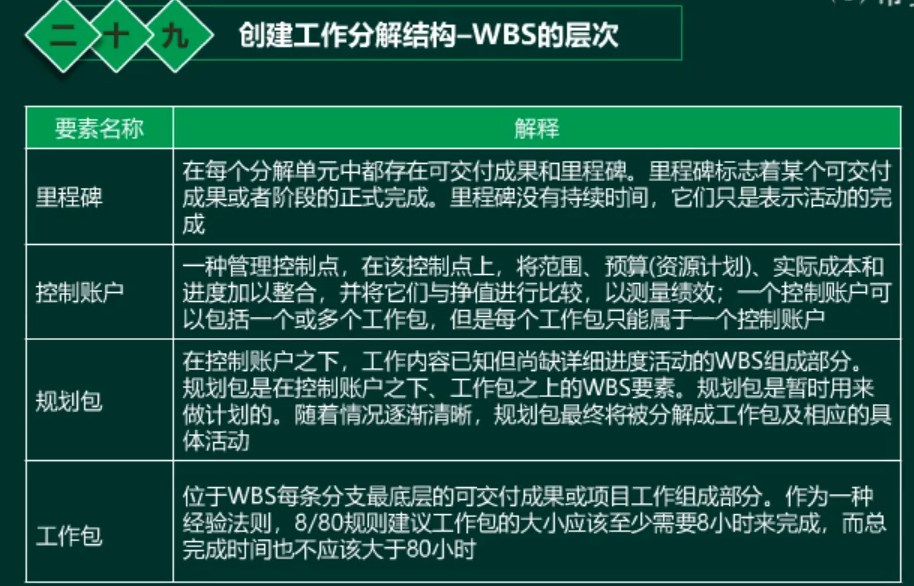 二十九
创建工作分解结构–WBS的层次
要素名称
解释
里程碑
在每个分解单元中都存在可交付成果和里程碑。里程碑标志着某个可交付
成果或者阶段的正式完成。里程碑没有持续时间，它们只是表示活动的完
成
控制账户
一种管理控制点，在该控制点上，将范围、预算(资源计划)、实际成本和
进度加以整合，并将它们与挣值进行比较，以测量绩效；一个控制账户可
以包括一个或多个工作包，但是每个工作包只能属于一个控制账户
规划包
在控制账户之下，工作内容已知但尚缺详细进度活动的WBS组成部分。
规划包是在控制账户之下、工作包之上的WBS要素。规划包是暂时用来
做计划的。随着情况逐渐清晰，规划包最终将被分解成工作包及相应的具
体活动
工作包
位于WBS每条分支最底层的可交付成果或项目工作组成部分。作为一种
经验法则，8/80规则建议工作包的大小应该至少需要8小时来完成，而总
完成时间也不应该大于80小时